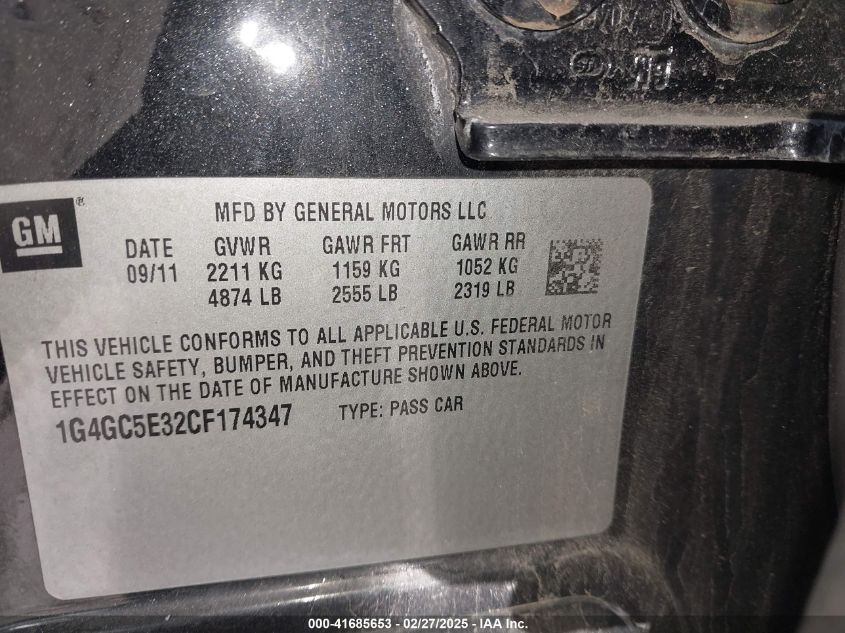 GM®
MFD BY GENERAL MOTORS LLC
DATE GVWR GAWR FRT GAWR RR
09/11 2211 KG 1159 KG 1052 KG
4874 LB 2555 LB 2319 LB
THIS VEHICLE CONFORMS TO ALL APPLICABLE U.S. FEDERAL MOTOR
VEHICLE SAFETY, BUMPER, AND THEFT PREVENTION STANDARDS IN
EFFECT ON THE DATE OF MANUFACTURE SHOWN ABOVE.
1G4GC5E32CF174347 TYPE: PASS CAR
000-41685653 - 02/27/2025 - IAA Inc.